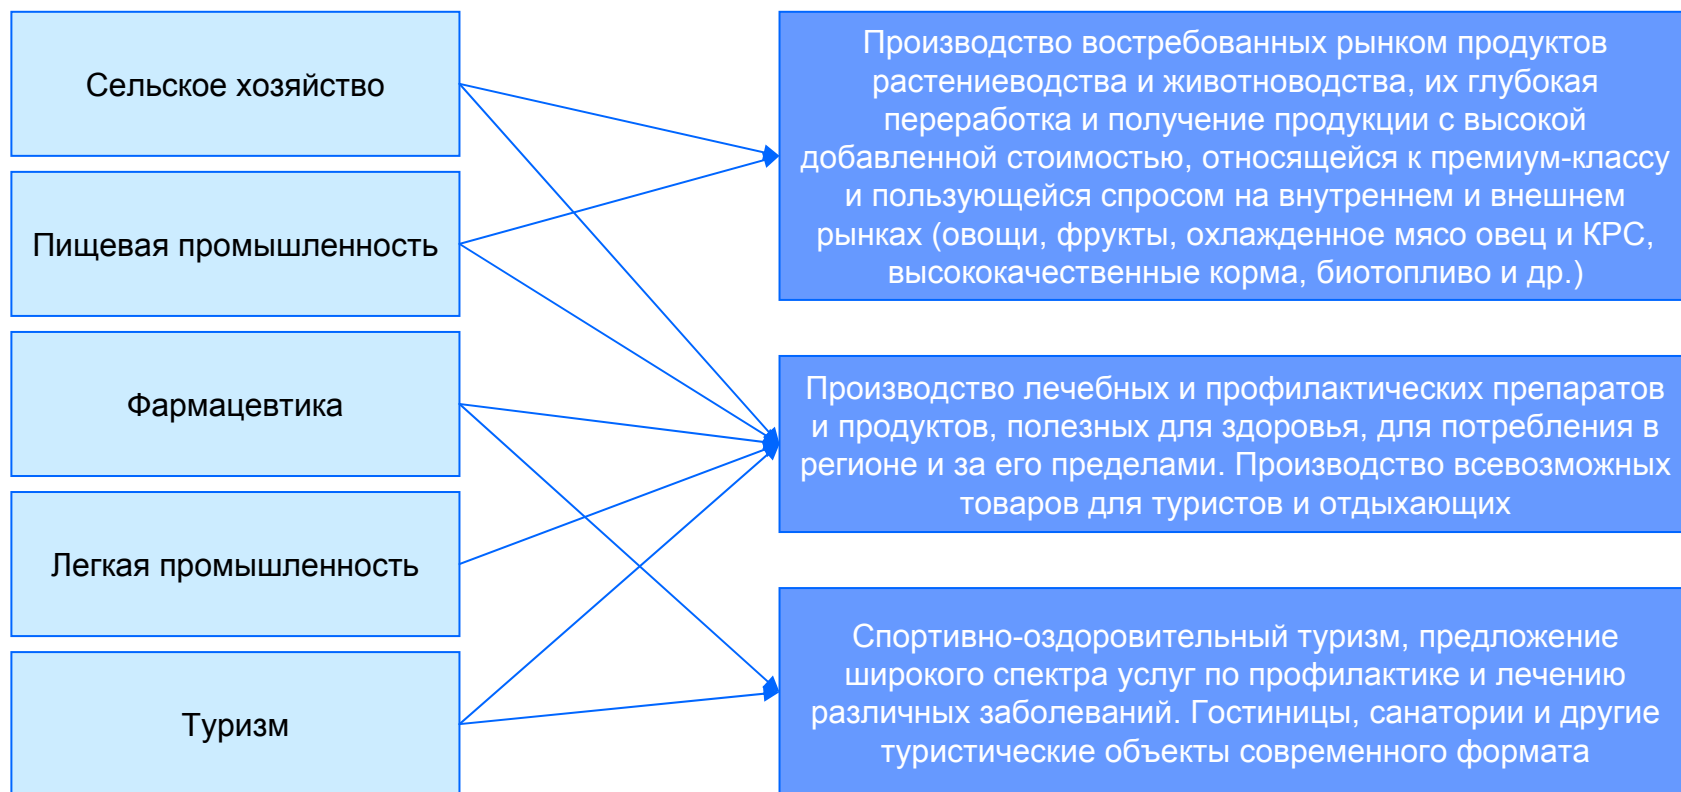 Сельское хозяйство
Пищевая промышленность
Фармацевтика
Легкая промышленность
Туризм
Производство востребованных рынком продуктов
растениеводства и животноводства, их глубокая
переработка и получение продукции с высокой
добавленной стоимостью, относящейся к премиум-классу
и пользующейся спросом на внутреннем и внешнем
рынках (овощи, фрукты, охлажденное мясо овец и КРС,
высококачественные корма, биотопливо и др.)
Производство лечебных и профилактических препаратов
и продуктов, полезных для здоровья, для потребления в
регионе и за его пределами. Производство всевозможных
товаров для туристов и отдыхающих
Спортивно-оздоровительный туризм, предложение
широкого спектра услуг по профилактике и лечению
различных заболеваний. Гостиницы, санатории и другие
туристические объекты современного формата